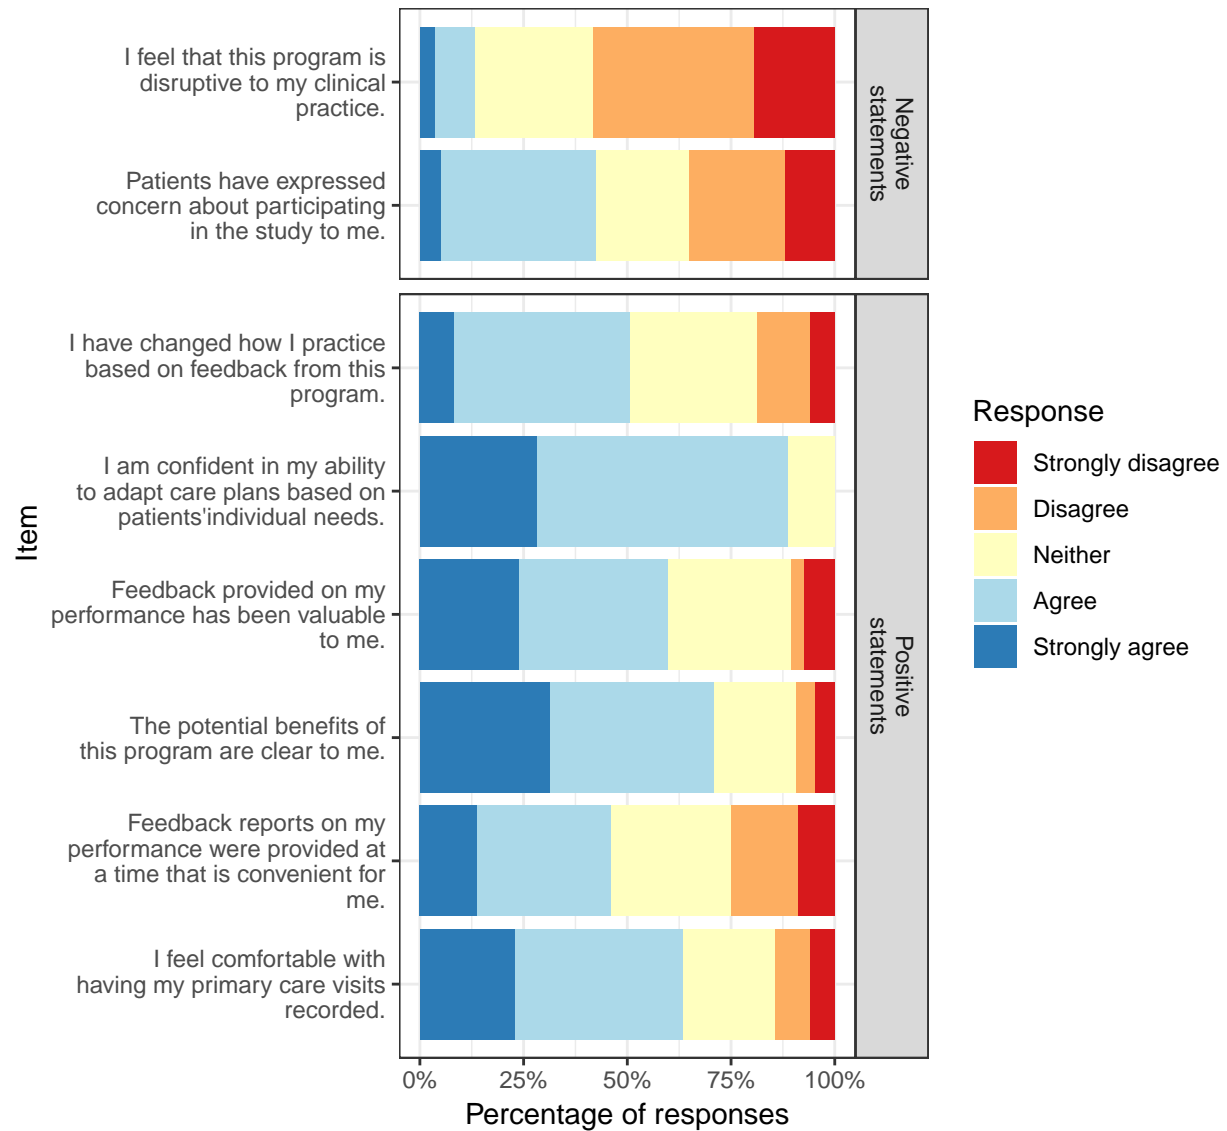 I feel that this program is
disruptive to my clinical
practice.
Patients have expressed
concern about participating
in the study to me.
Negative
statements
I have changed how I practice
based on feedback from this
program.
I am confident in my ability
to adapt care plans based on
patients'individual needs.
Feedback provided on my
performance has been valuable
to me.
The potential benefits of
this program are clear to me.
Feedback reports on my
performance were provided at
a time that is convenient for
me.
I feel comfortable with
having my primary care visits
recorded.
Positive
statements
Item
0%
25%
50%
75%
100%
Percentage of responses
Response
Strongly disagree
Disagree
Neither
Agree
Strongly agree